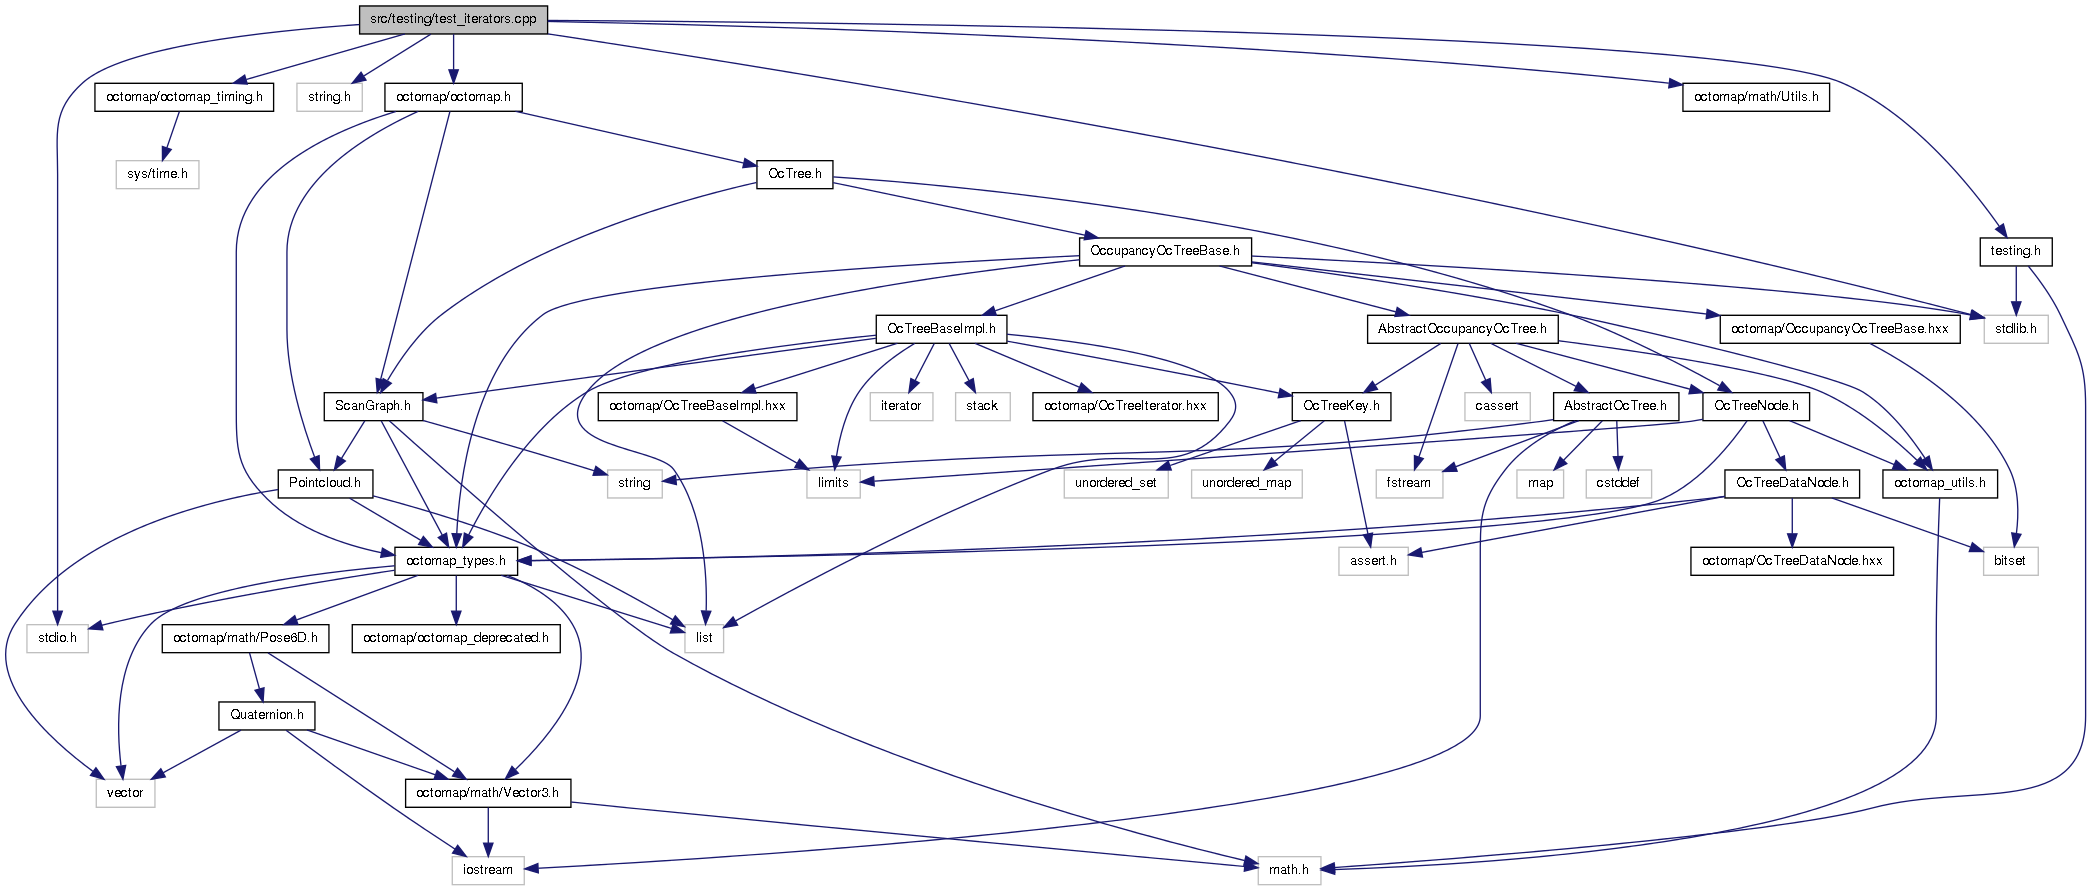 src/testing/test_iterators.cpp
octomap/octomap_timing.h
string.h
octomap/octomap.h
octomap/math/Utils.h
sys/time.h
OcTree.h
OccupancyOcTreeBase.h
testing.h
OcTreeBaseImpl.h
AbstractOccupancyOcTree.h
octomap/OccupancyOcTreeBase.hxx
stdlib.h
ScanGraph.h
octomap/OcTreeBaseImpl.hxx
iterator
stack
octomap/OcTreeIterator.hxx
OcTreeKey.h
cassert
AbstractOcTree.h
OcTreeNode.h
Pointcloud.h
string
limits
unordered_set
unordered_map
fstream
map
cstddef
OcTreeDataNode.h
octomap_utils.h
octomap_types.h
assert.h
octomap/OcTreeDataNode.hxx
bitset
stdio.h
octomap/math/Pose6D.h
octomap/octomap_deprecated.h
list
Quaternion.h
vector
octomap/math/Vector3.h
iostream
math.h